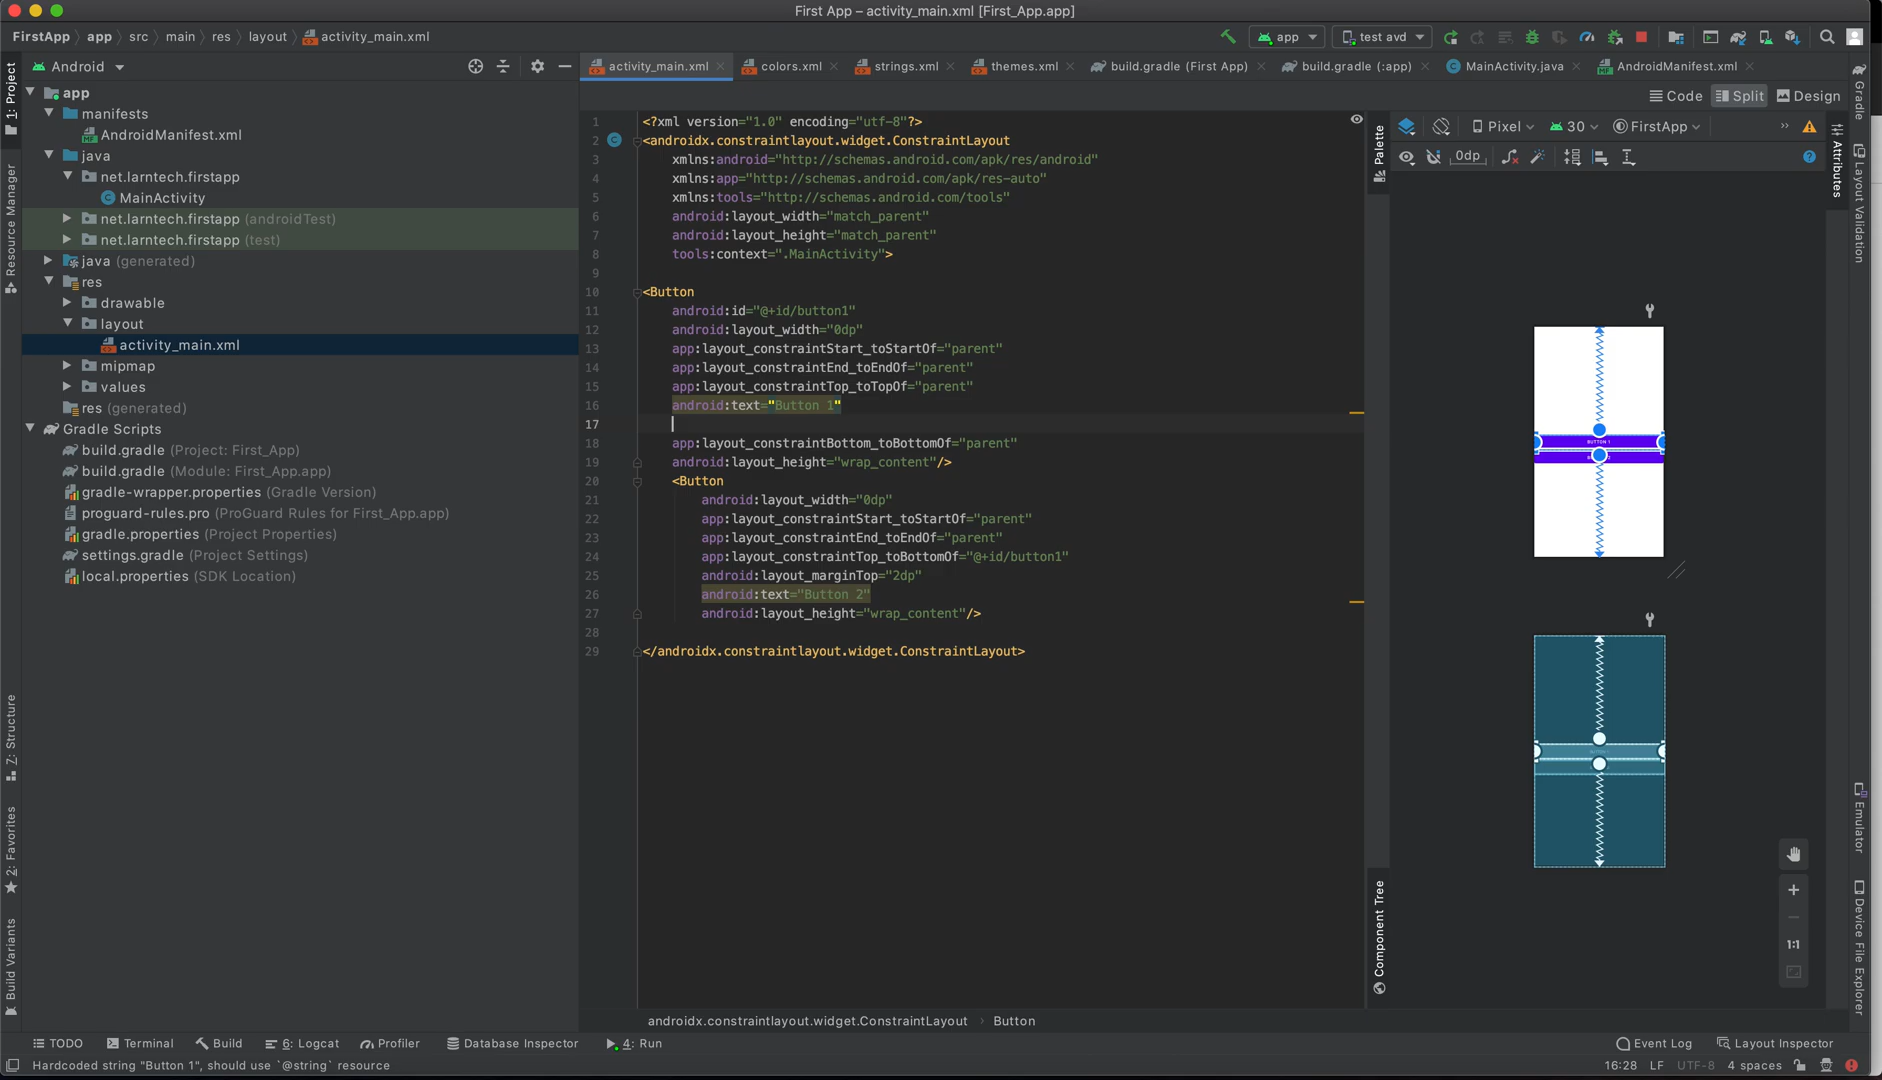 First App – activity_main.xml [First_App.app]
FirstApp app src main res layout activity_main.xml
app test avd
Android
activity_main.xml colors.xml strings.xml themes.xml build.gradle (First App) build.gradle (:app) MainActivity.java AndroidManifest.xml
Code Split Design
1: Project
Resource Manager
Z: Structure
2: Favorites
Build Variants
app
manifests
AndroidManifest.xml
java
net.larntech.firstapp
MainActivity
net.larntech.firstapp (androidTest)
net.larntech.firstapp (test)
java (generated)
res
drawable
layout
activity_main.xml
mipmap
values
res (generated)
Gradle Scripts
build.gradle (Project: First_App)
build.gradle (Module: First_App.app)
gradle-wrapper.properties (Gradle Version)
proguard-rules.pro (ProGuard Rules for First_App.app)
gradle.properties (Project Properties)
settings.gradle (Project Settings)
local.properties (SDK Location)
1 <?xml version="1.0" encoding="utf-8"?>
2 <androidx.constraintlayout.widget.ConstraintLayout
3 xmlns:android="http://schemas.android.com/apk/res/android"
4 xmlns:app="http://schemas.android.com/apk/res-auto"
5 xmlns:tools="http://schemas.android.com/tools"
6 android:layout_width="match_parent"
7 android:layout_height="match_parent"
8 tools:context=".MainActivity">
9
10 <Button
11 android:id="@+id/button1"
12 android:layout_width="0dp"
13 app:layout_constraintStart_toStartOf="parent"
14 app:layout_constraintEnd_toEndOf="parent"
15 app:layout_constraintTop_toTopOf="parent"
16 android:text="Button 1"
17
18 app:layout_constraintBottom_toBottomOf="parent"
19 android:layout_height="wrap_content"/>
20 <Button
21 android:layout_width="0dp"
22 app:layout_constraintStart_toStartOf="parent"
23 app:layout_constraintEnd_toEndOf="parent"
24 app:layout_constraintTop_toBottomOf="@+id/button1"
25 android:layout_marginTop="2dp"
26 android:text="Button 2"
27 android:layout_height="wrap_content"/>
28
29 </androidx.constraintlayout.widget.ConstraintLayout>
androidx.constraintlayout.widget.ConstraintLayout Button
Palette
Component Tree
Pixel 30 FirstApp
0dp
BUTTON 1
1:1
Attributes
Gradle
Layout Validation
Emulator
Device File Explorer
TODO Terminal Build 6: Logcat Profiler Database Inspector 4: Run Event Log Layout Inspector
Hardcoded string "Button 1", should use `@string` resource 16:28 LF UTF-8 4 spaces